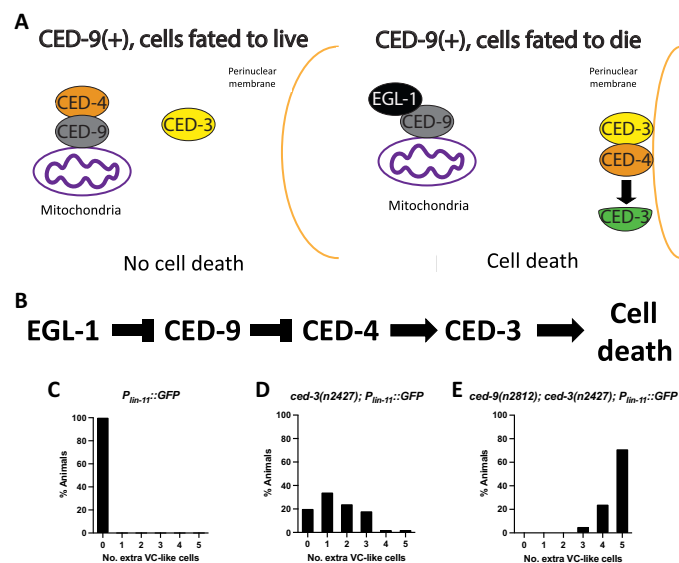 A
CED-9(+), cells fated to live
CED-9(+), cells fated to die
Perinuclear
membrane
CED-4
CED-9
CED-3
Mitochondria
No cell death
Perinuclear
membrane
EGL-1
CED-9
CED-3
CED-4
CED-3
Mitochondria
Cell death
B
EGL-1 CED-9 CED-4 CED-3 Cell
death
C
P lin-11::GFP
% Animals
100
80
60
40
20
0
0 1 2 3 4 5
No. extra VC-like cells
D
ced-3(n2427); P lin-11::GFP
% Animals
100
80
60
40
20
0
0 1 2 3 4 5
No. extra VC-like cells
E
ced-9(n2812); ced-3(n2427); P lin-11::GFP
% Animals
100
80
60
40
20
0
0 1 2 3 4 5
No. extra VC-like cells